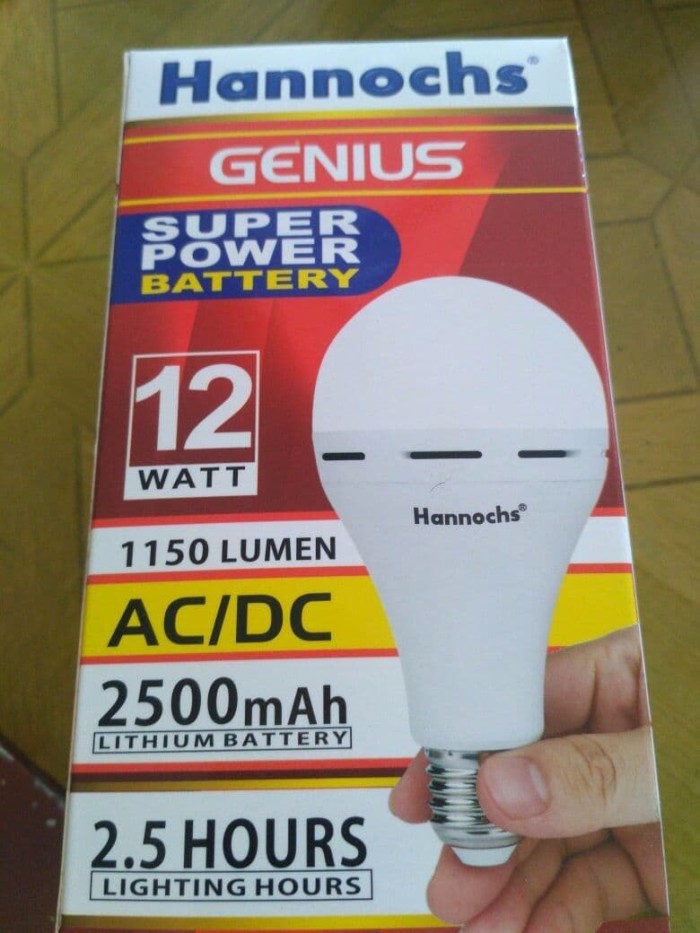 Hannochs®
GENIUS
SUPER
POWER
BATTERY
12
WATT
Hannochs®
1150 LUMEN
AC/DC
2500mAh
LITHIUM BATTERY
2.5 HOURS
LIGHTING HOURS